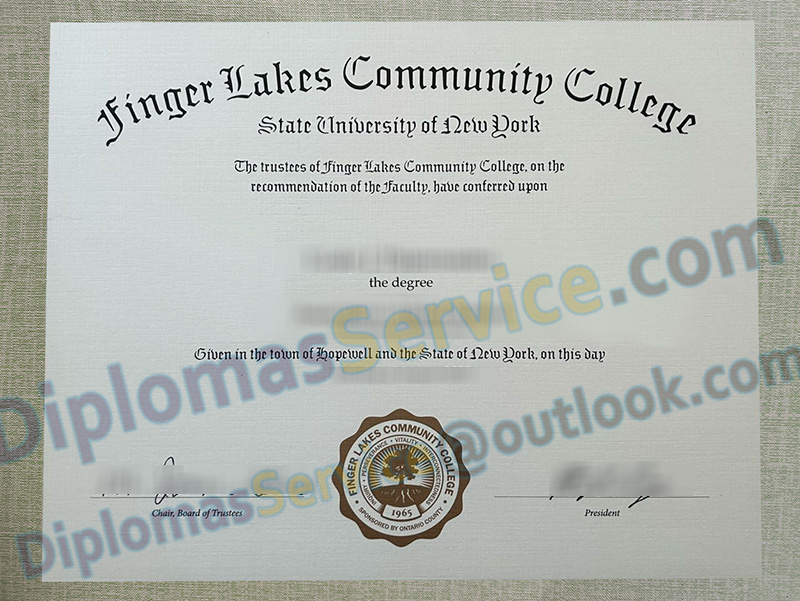 Finger Lakes Community College
State University of New York
The trustees of Finger Lakes Community College, on the
recommendation of the Faculty, have conferred upon
the degree
Given in the town of Hopewell and the State of New York, on this day
DiplomasService.com
FINGER LAKES COMMUNITY COLLEGE
PERSEVERANCE • VITALITY • INTERCONNECTEDNESS
1965
SPONSORED BY ONTARIO COUNTY
Chair, Board of Trustees
President
DiplomasService@outlook.com